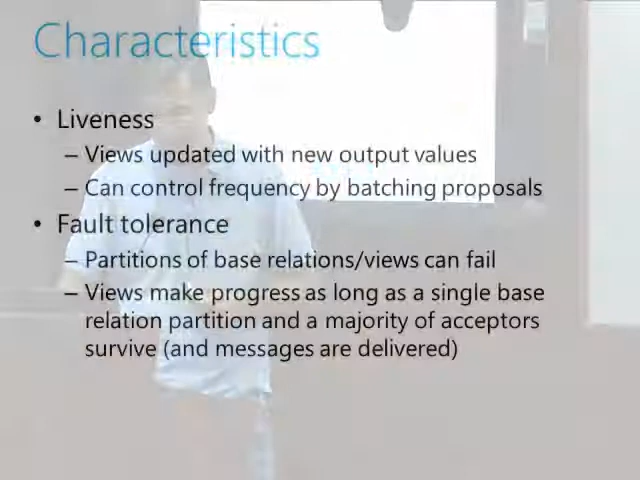 Characteristics
• Liveness
– Views updated with new output values
– Can control frequency by batching proposals
• Fault tolerance
– Partitions of base relations/views can fail
– Views make progress as long as a single base
relation partition and a majority of acceptors
survive (and messages are delivered)